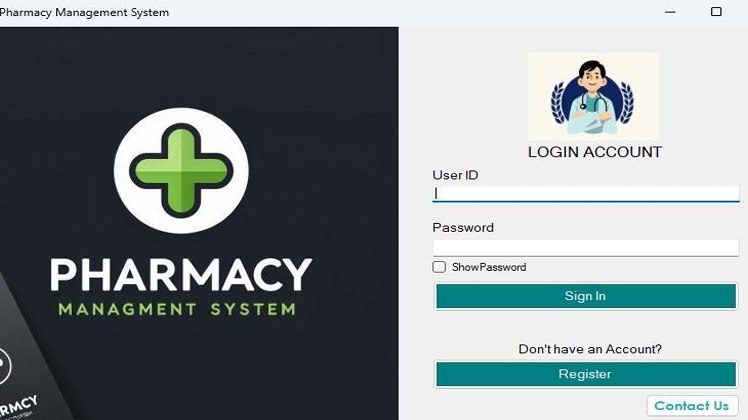 Pharmacy Management System
PHARMACY
MANAGMENT SYSTEM
LOGIN ACCOUNT
User ID
Password
ShowPassword
Sign In
Don't have an Account?
Register
Contact Us